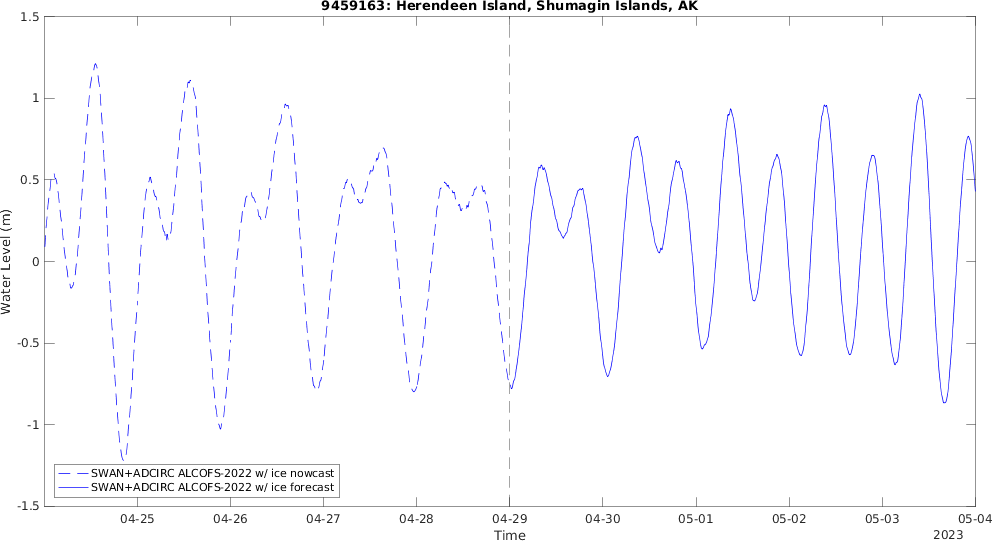 9459163: Herendeen Island, Shumagin Islands, AK
1.5
1
0.5
0
-0.5
-1
-1.5
Water Level (m)
SWAN+ADCIRC ALCOFS-2022 w/ ice nowcast
SWAN+ADCIRC ALCOFS-2022 w/ ice forecast
04-25 04-26 04-27 04-28 04-29 04-30 05-01 05-02 05-03 05-04
Time
2023